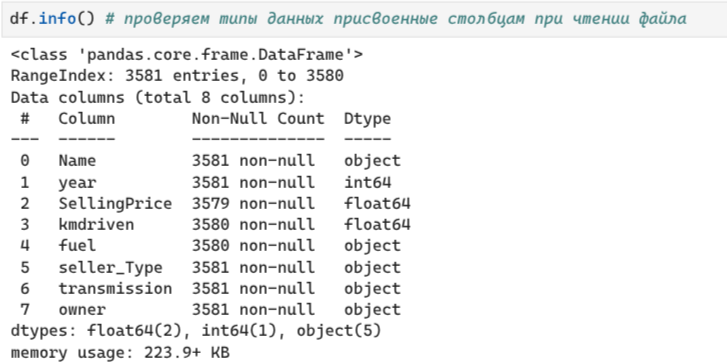 df.info() # проверяем типы данных присвоенные столбцам при чтении файла
<class 'pandas.core.frame.DataFrame'>
RangeIndex: 3581 entries, 0 to 3580
Data columns (total 8 columns):
 #   Column        Non-Null Count  Dtype
---  ------        --------------  -----
 0   Name          3581 non-null   object
 1   year          3581 non-null   int64
 2   SellingPrice  3579 non-null   float64
 3   kmdriven      3580 non-null   float64
 4   fuel          3580 non-null   object
 5   seller_Type   3581 non-null   object
 6   transmission  3581 non-null   object
 7   owner         3581 non-null   object
dtypes: float64(2), int64(1), object(5)
memory usage: 223.9+ KB